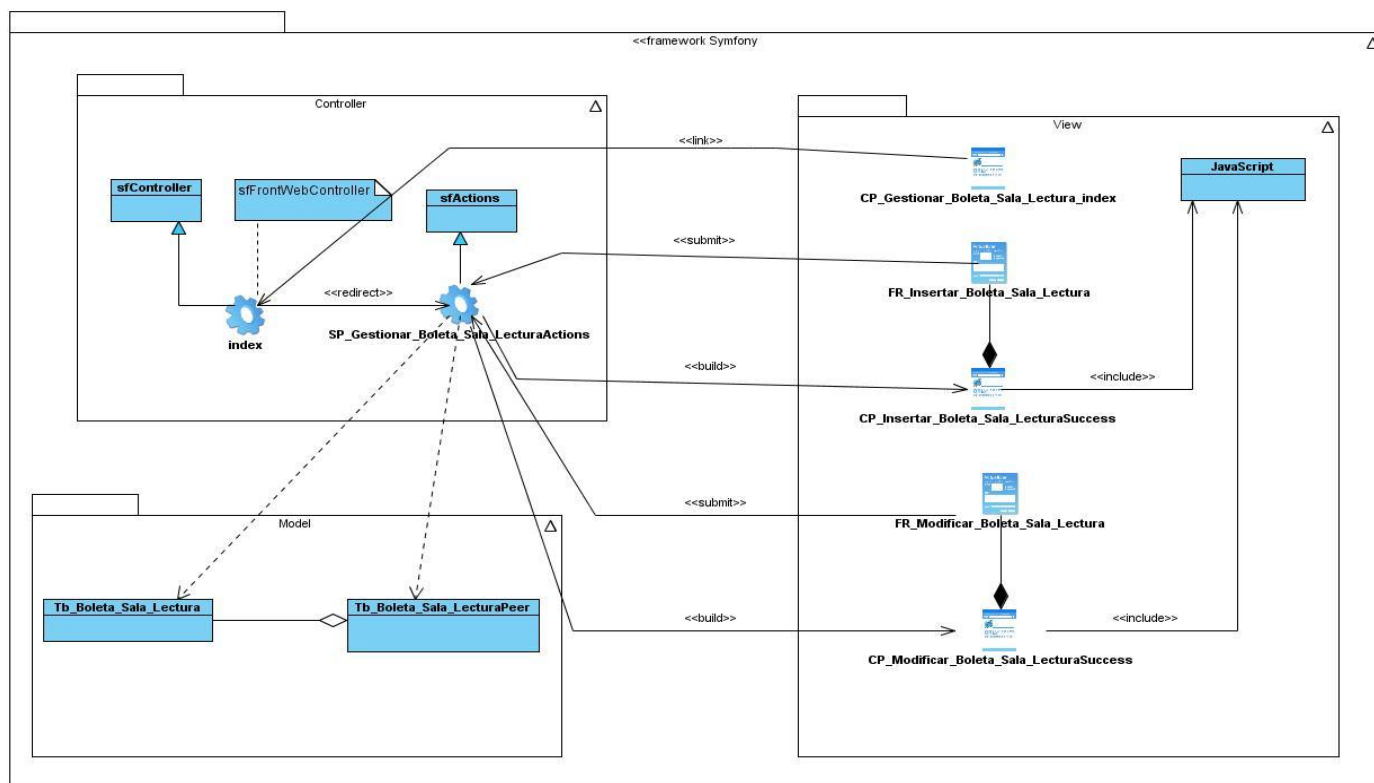 <<framework Symfony
Controller
View
<<link>>
sfController
sfFrontWebController
sfActions
CP_Gestionar_Boleta_Sala_Lectura_index
JavaScript
<<submit>>
FR_Insertar_Boleta_Sala_Lectura
<<redirect>>
index
SP_Gestionar_Boleta_Sala_LecturaActions
<<build>>
<<include>>
CP_Insertar_Boleta_Sala_LecturaSuccess
<<submit>>
FR_Modificar_Boleta_Sala_Lectura
Model
Tb_Boleta_Sala_Lectura
Tb_Boleta_Sala_LecturaPeer
<<build>>
<<include>>
CP_Modificar_Boleta_Sala_LecturaSuccess